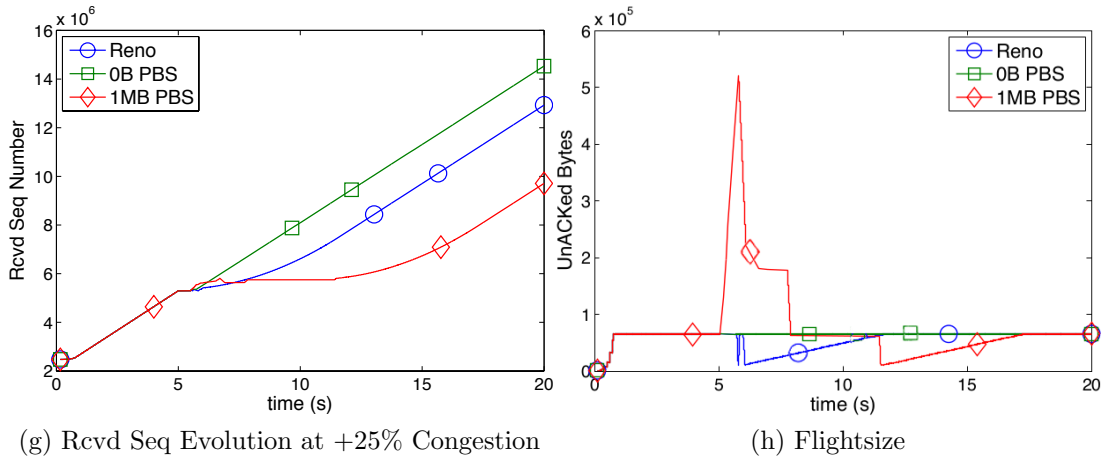 x 10^6
16
14
12
10
8
6
4
2
0
5
10
15
20
Rcvd Seq Number
time (s)
Reno
0B PBS
1MB PBS
(g) Rcvd Seq Evolution at +25% Congestion
x 10^5
6
5
4
3
2
1
0
0
5
10
15
20
UnACKed Bytes
time (s)
Reno
0B PBS
1MB PBS
(h) Flightsize